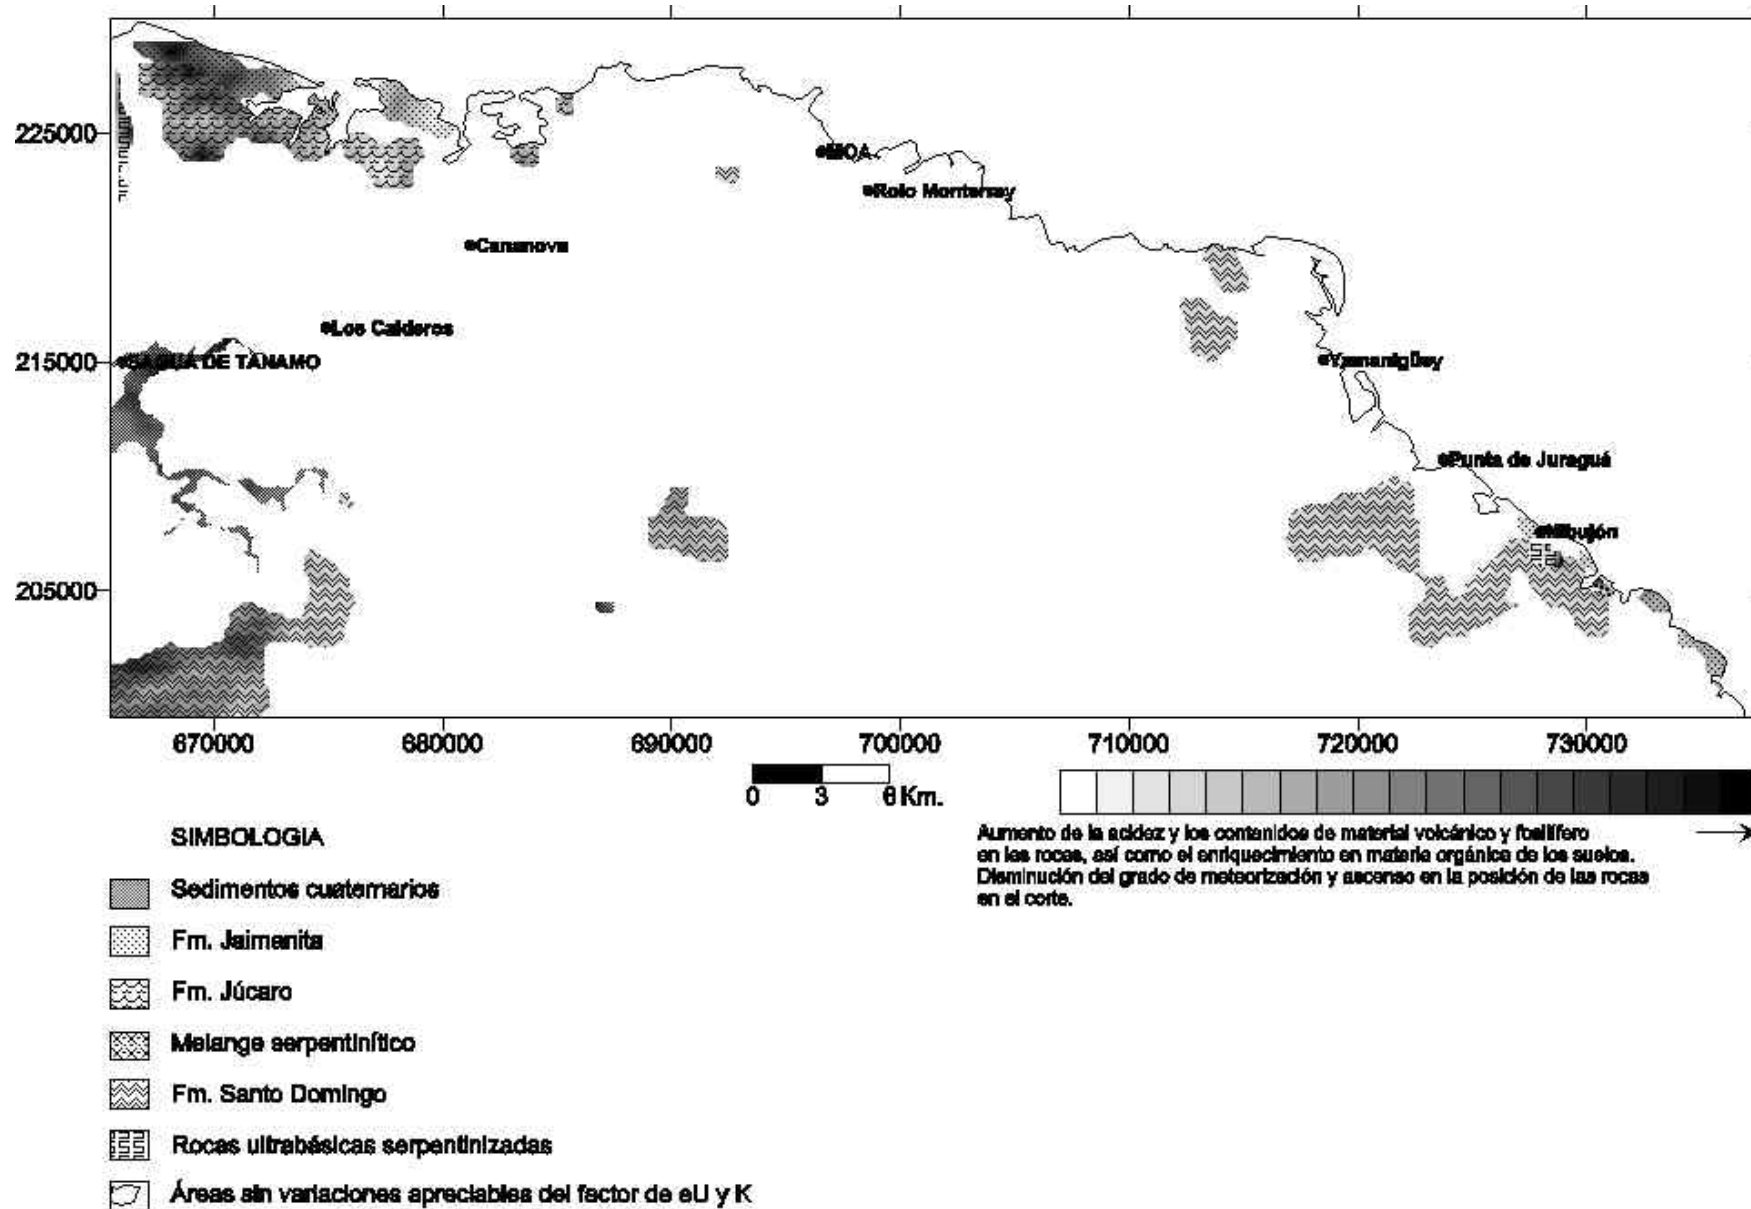 225000
MOA
Rolo Monterrey
Cananova
Los Calderos
215000
SAGUA DE TANAMO
Yamanigüey
Punta de Juraguá
Nibujón
205000
670000
680000
690000
700000
710000
720000
730000
0 3 6 Km.
SIMBOLOGIA
Sedimentos cuaternarios
Fm. Jaimanita
Fm. Júcaro
Melange serpentinítico
Fm. Santo Domingo
Rocas ultrabásicas serpentinizadas
Áreas sin variaciones apreciables del factor de eU y K
Aumento de la acidez y los contenidos de material volcánico y fosilífero
en las rocas, así como el enriquecimiento en materia orgánica de los suelos.
Disminución del grado de meteorización y ascenso en la posición de las rocas
en el corte.